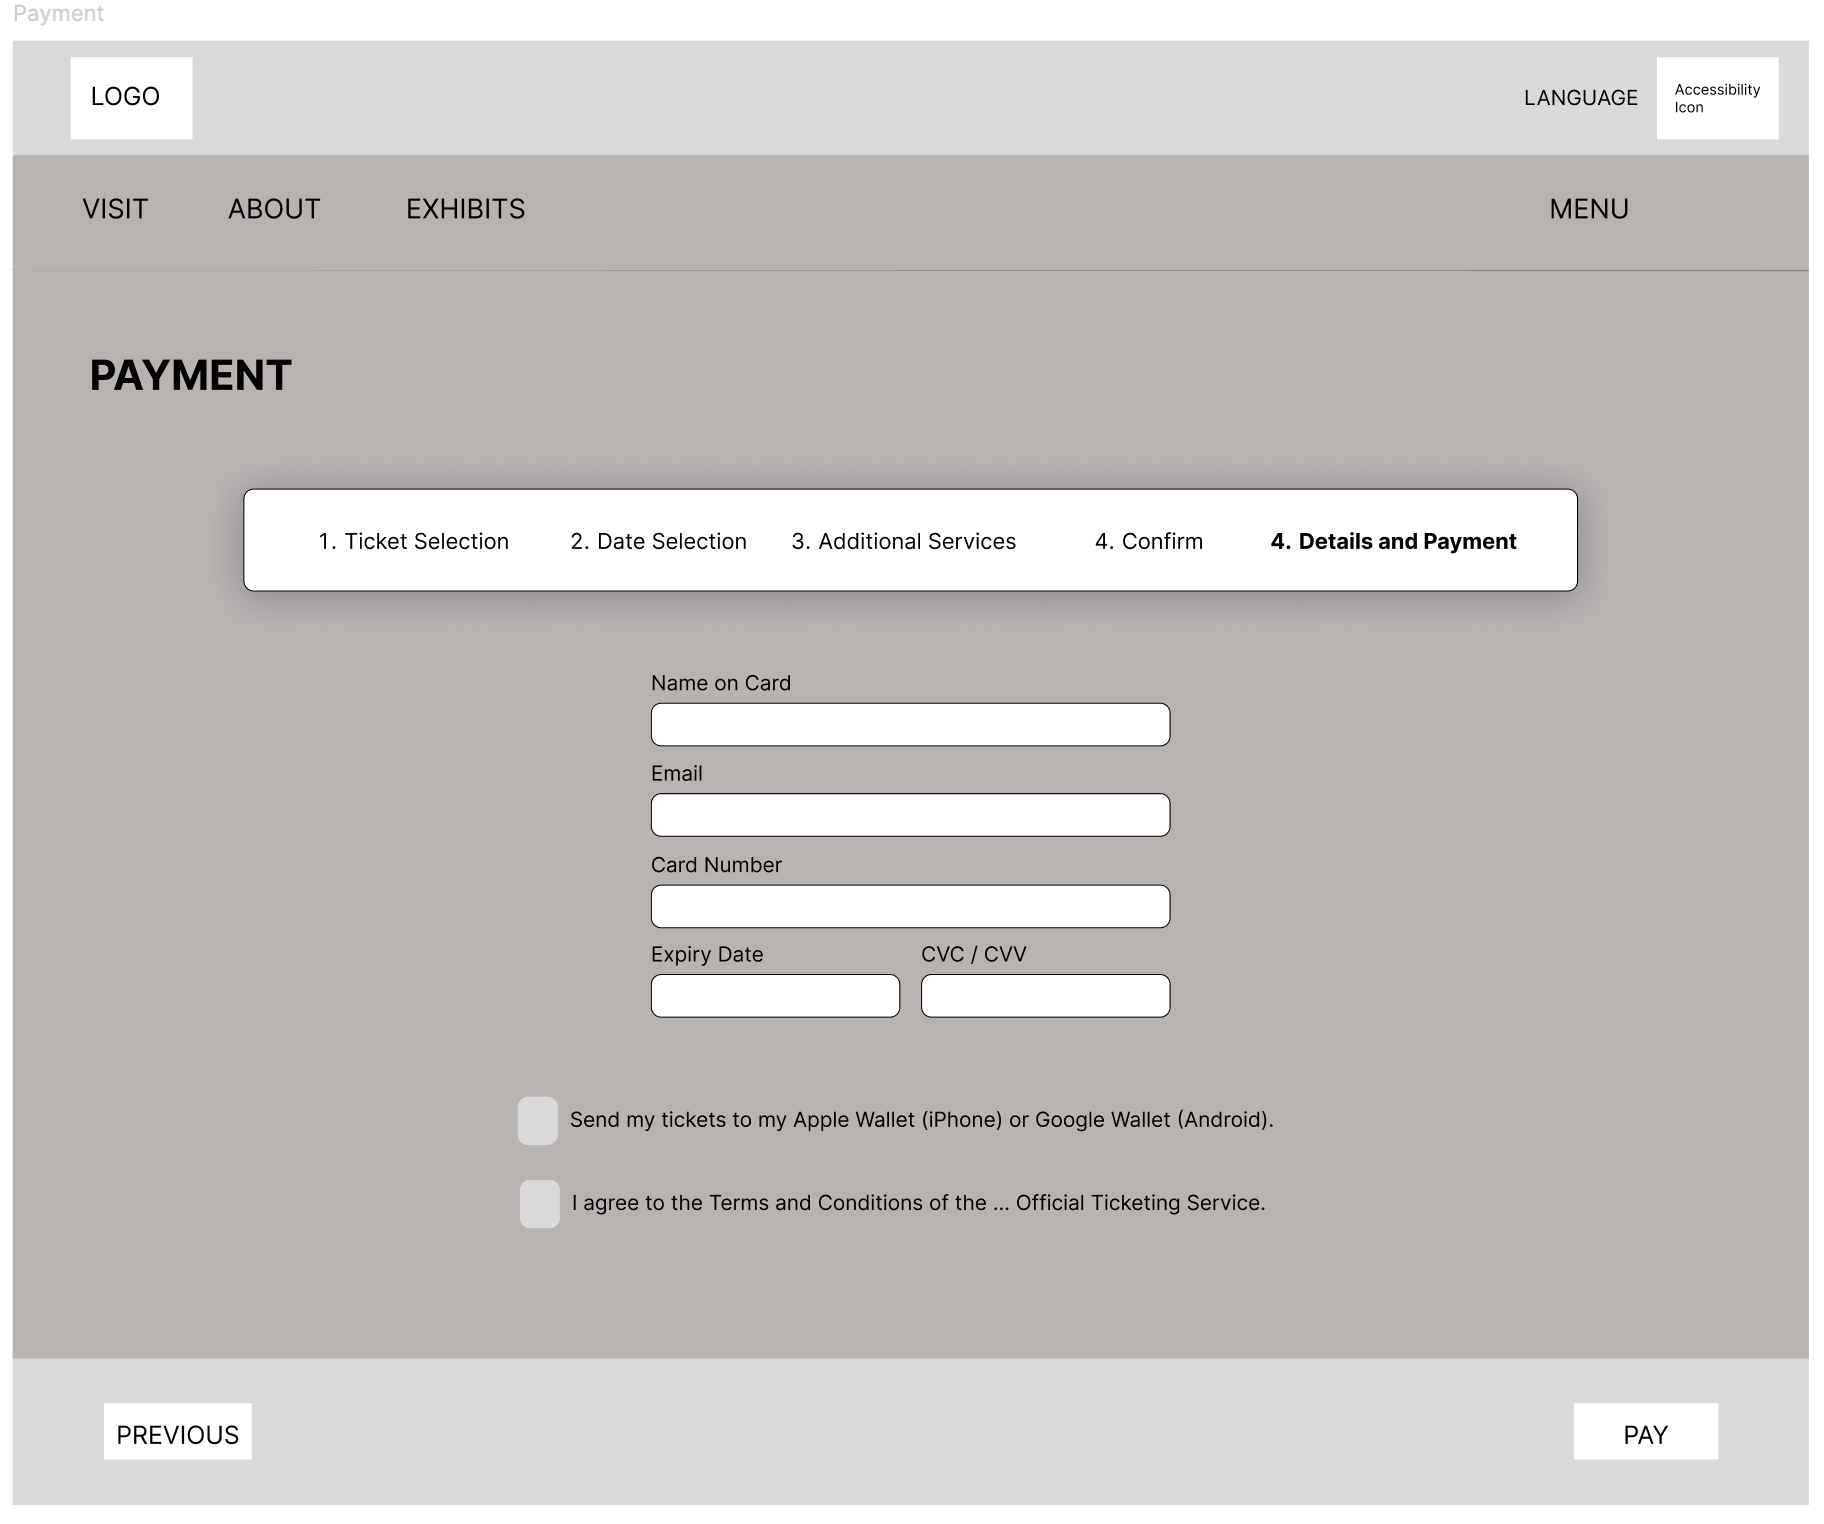 Payment
LOGO
LANGUAGE
Accessibility
Icon
VISIT
ABOUT
EXHIBITS
MENU
PAYMENT
1. Ticket Selection
2. Date Selection
3. Additional Services
4. Confirm
4. Details and Payment
Name on Card
Email
Card Number
Expiry Date
CVC / CVV
Send my tickets to my Apple Wallet (iPhone) or Google Wallet (Android).
I agree to the Terms and Conditions of the ... Official Ticketing Service.
PREVIOUS
PAY